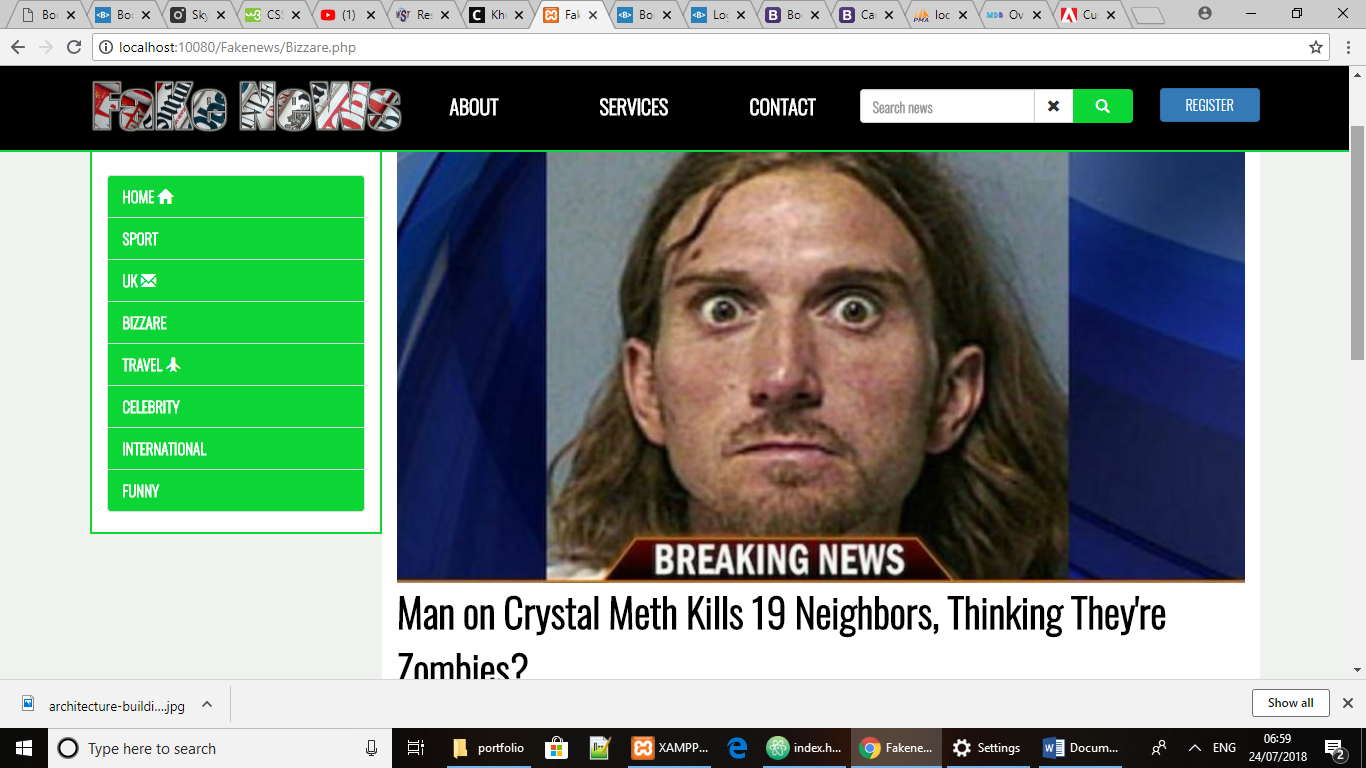 Boo
Boo
Sky
CSS
(1)
Res
Kh
Fak
Boo
Log
Bo
Ca
loc
Ov
Cu
localhost:10080/Fakenews/Bizzare.php
FaKe NeWs
ABOUT
SERVICES
CONTACT
Search news
REGISTER
HOME
SPORT
UK
BIZZARE
TRAVEL
CELEBRITY
INTERNATIONAL
FUNNY
BREAKING NEWS
Man on Crystal Meth Kills 19 Neighbors, Thinking They're
Zombies?
architecture-buildi....jpg
Show all
Type here to search
portfolio
XAMPP...
index.h...
Fakene...
Settings
Docum...
ENG
06:59
24/07/2018
2